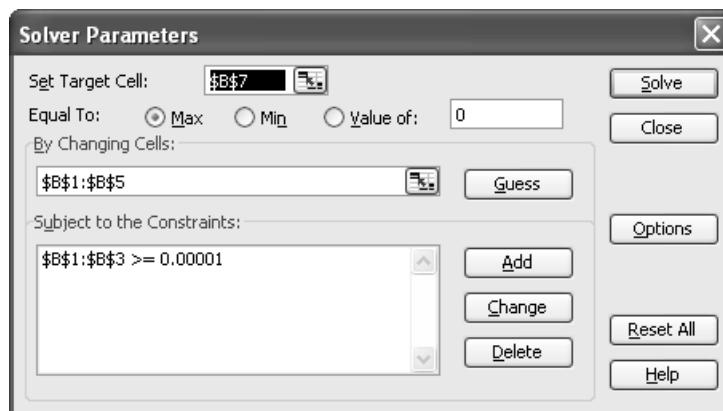 Solver Parameters
Set Target Cell: $B$7
Solve
Equal To: Max Min Value of: 0
Close
By Changing Cells:
$B$1:$B$5
Guess
Subject to the Constraints:
Options
$B$1:$B$3 >= 0.00001
Add
Change
Reset All
Delete
Help